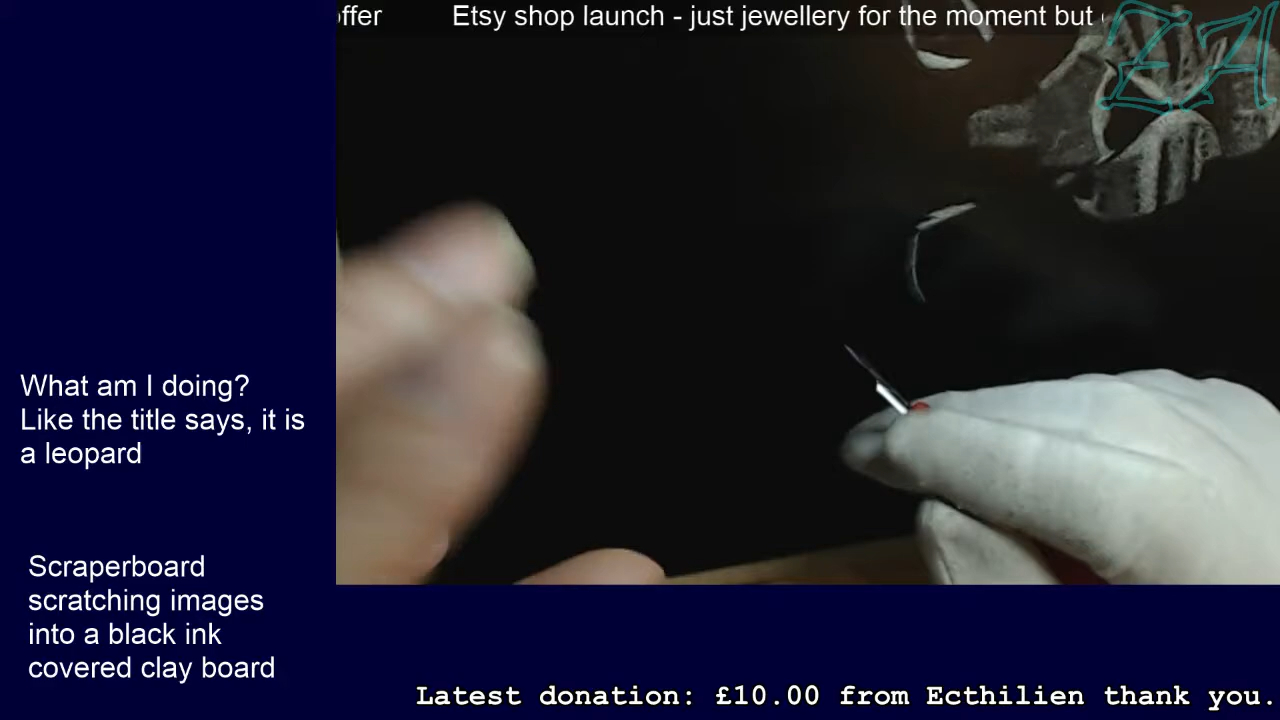 offer Etsy shop launch - just jewellery for the moment but
ZA
What am I doing?
Like the title says, it is
a leopard
Scraperboard
scratching images
into a black ink
covered clay board
Latest donation: £10.00 from Ecthilien thank you.